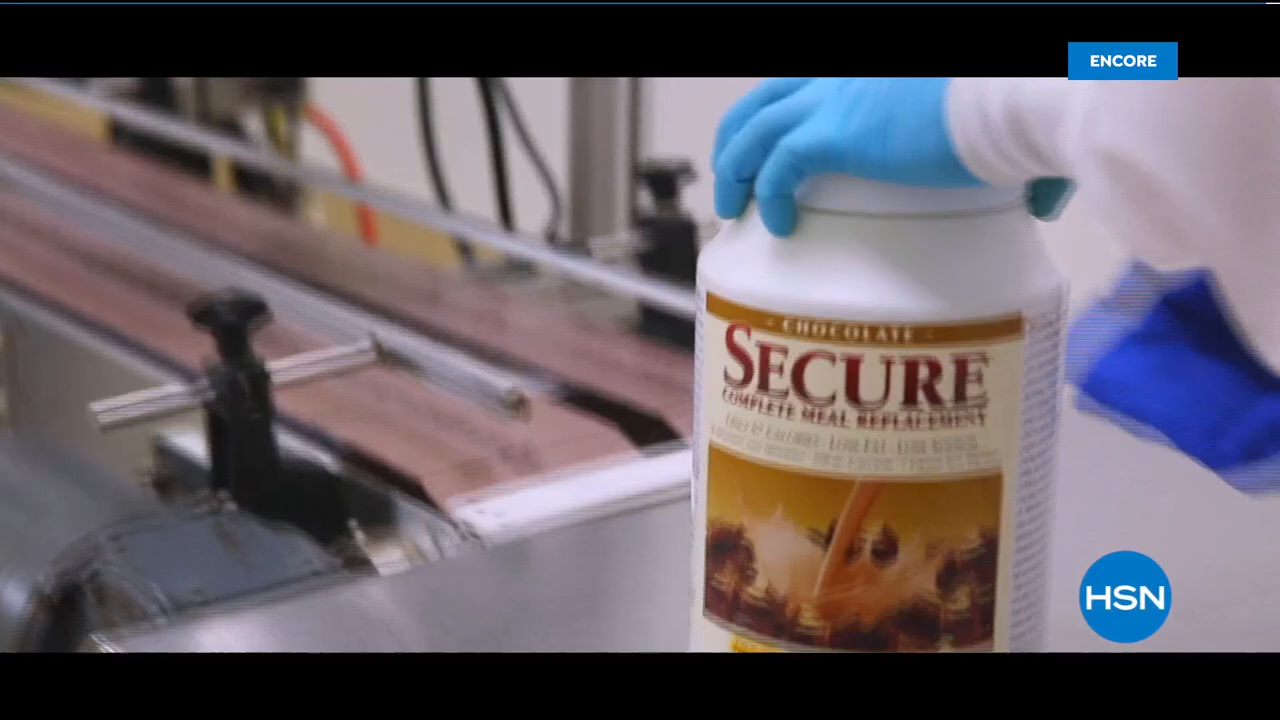 ENCORE
CHOCOLATE
SECURE
COMPLETE MEAL REPLACEMENT
HSN